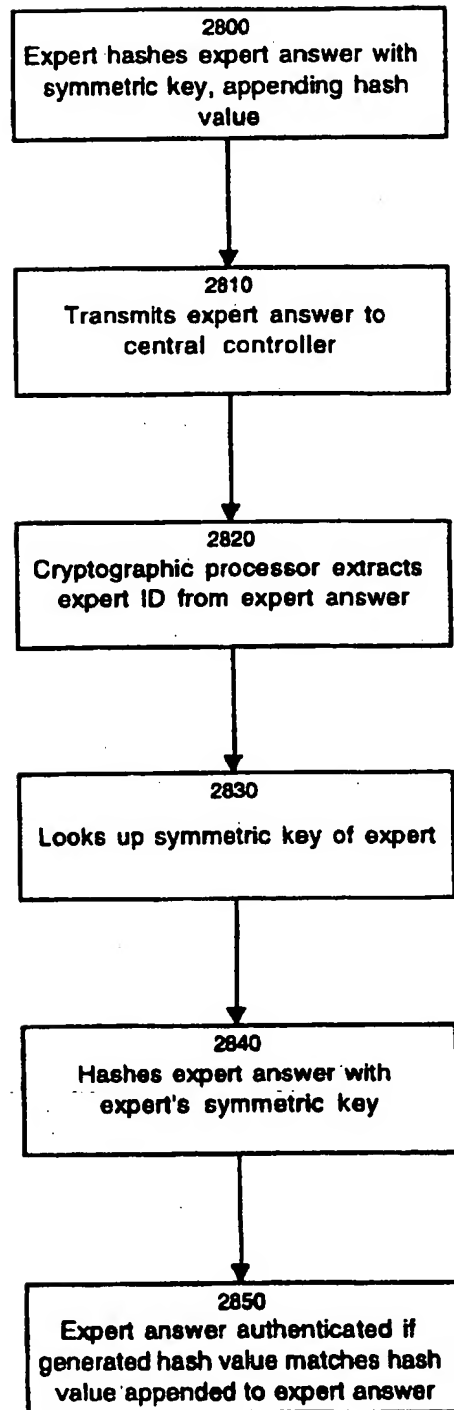 2800
Expert hashes expert answer with
symmetric key, appending hash
value
2810
Transmits expert answer to
central controller
2820
Cryptographic processor extracts
expert ID from expert answer
2830
Looks up symmetric key of expert
2840
Hashes expert answer with
expert's symmetric key
2850
Expert answer authenticated if
generated hash value matches hash
value appended to expert answer